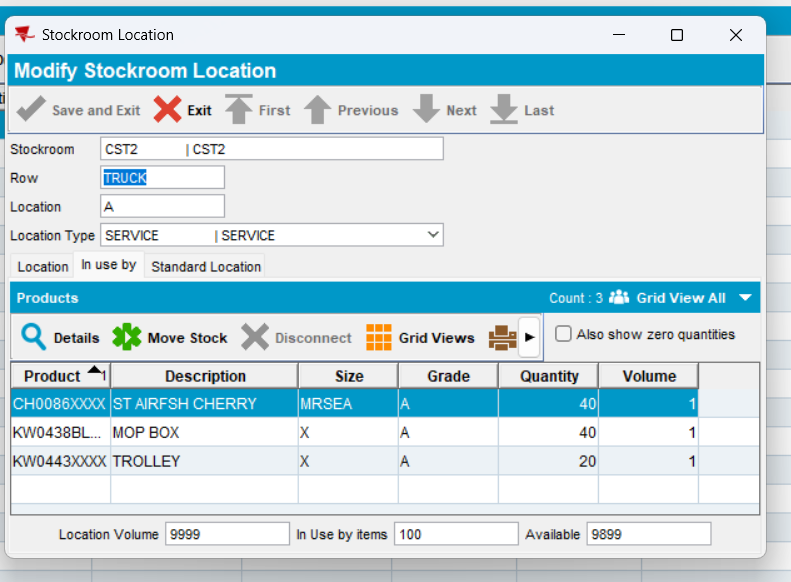 Stockroom Location
Modify Stockroom Location
Save and Exit Exit First Previous Next Last
Stockroom CST2 | CST2
Row TRUCK
Location A
Location Type SERVICE | SERVICE
Location In use by Standard Location
Products Count : 3 Grid View All
Details Move Stock Disconnect Grid Views Also show zero quantities
Product 1 Description Size Grade Quantity Volume
CH0086XXXX ST AIRFSH CHERRY MRSEA A 40 1
KW0438BL... MOP BOX X A 40 1
KW0443XXXX TROLLEY X A 20 1
Location Volume 9999 In Use by items 100 Available 9899